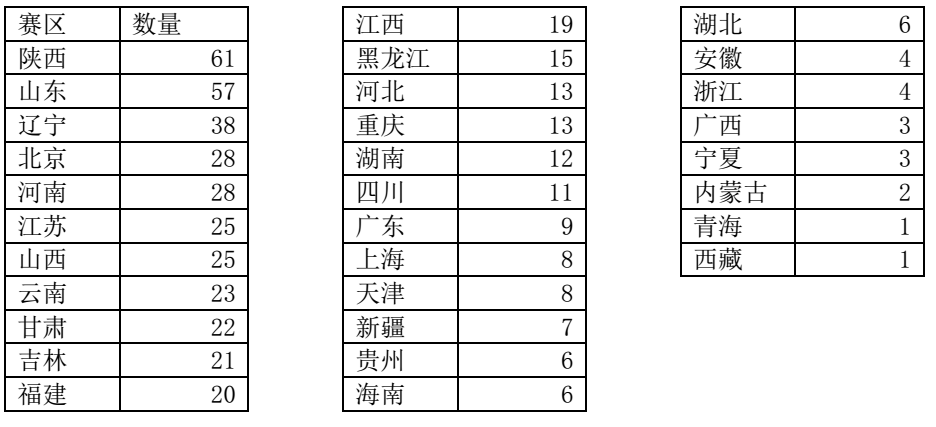 赛区 数量
陕西 61
山东 57
辽宁 38
北京 28
河南 28
江苏 25
山西 25
云南 23
甘肃 22
吉林 21
福建 20
江西 19
黑龙江 15
河北 13
重庆 13
湖南 12
四川 11
广东 9
上海 8
天津 8
新疆 7
贵州 6
海南 6
湖北 6
安徽 4
浙江 4
广西 3
宁夏 3
内蒙古 2
青海 1
西藏 1